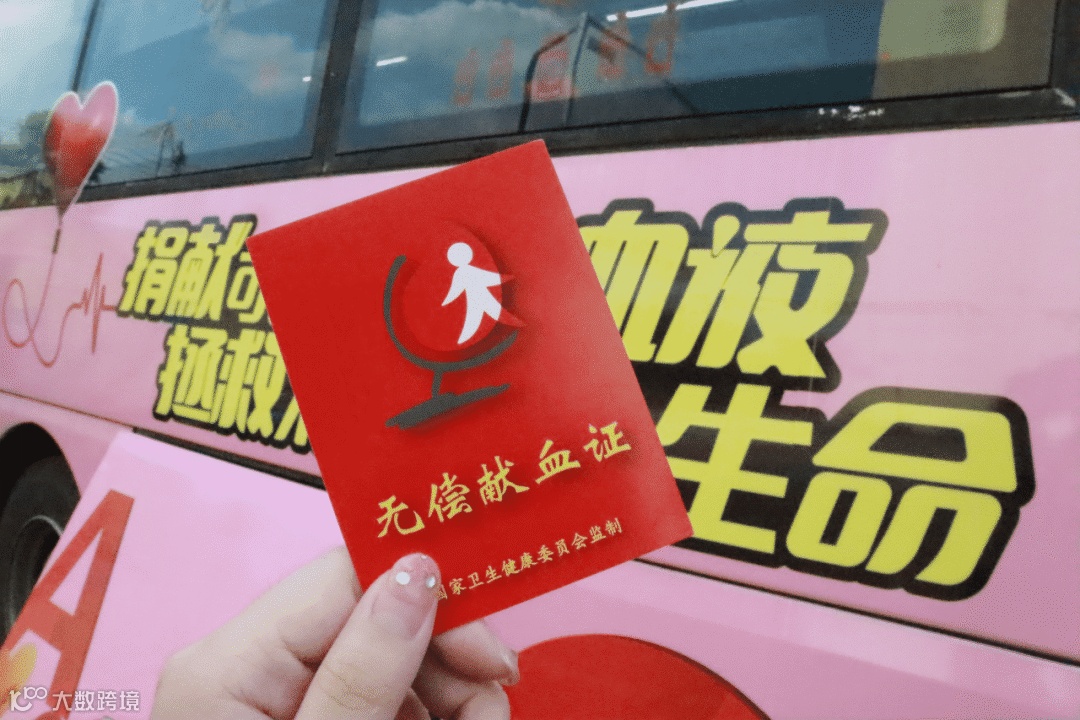 捐献可
血液
拯救
生命
无偿献血证
国家卫生健康委员会监制
A
大数跨境